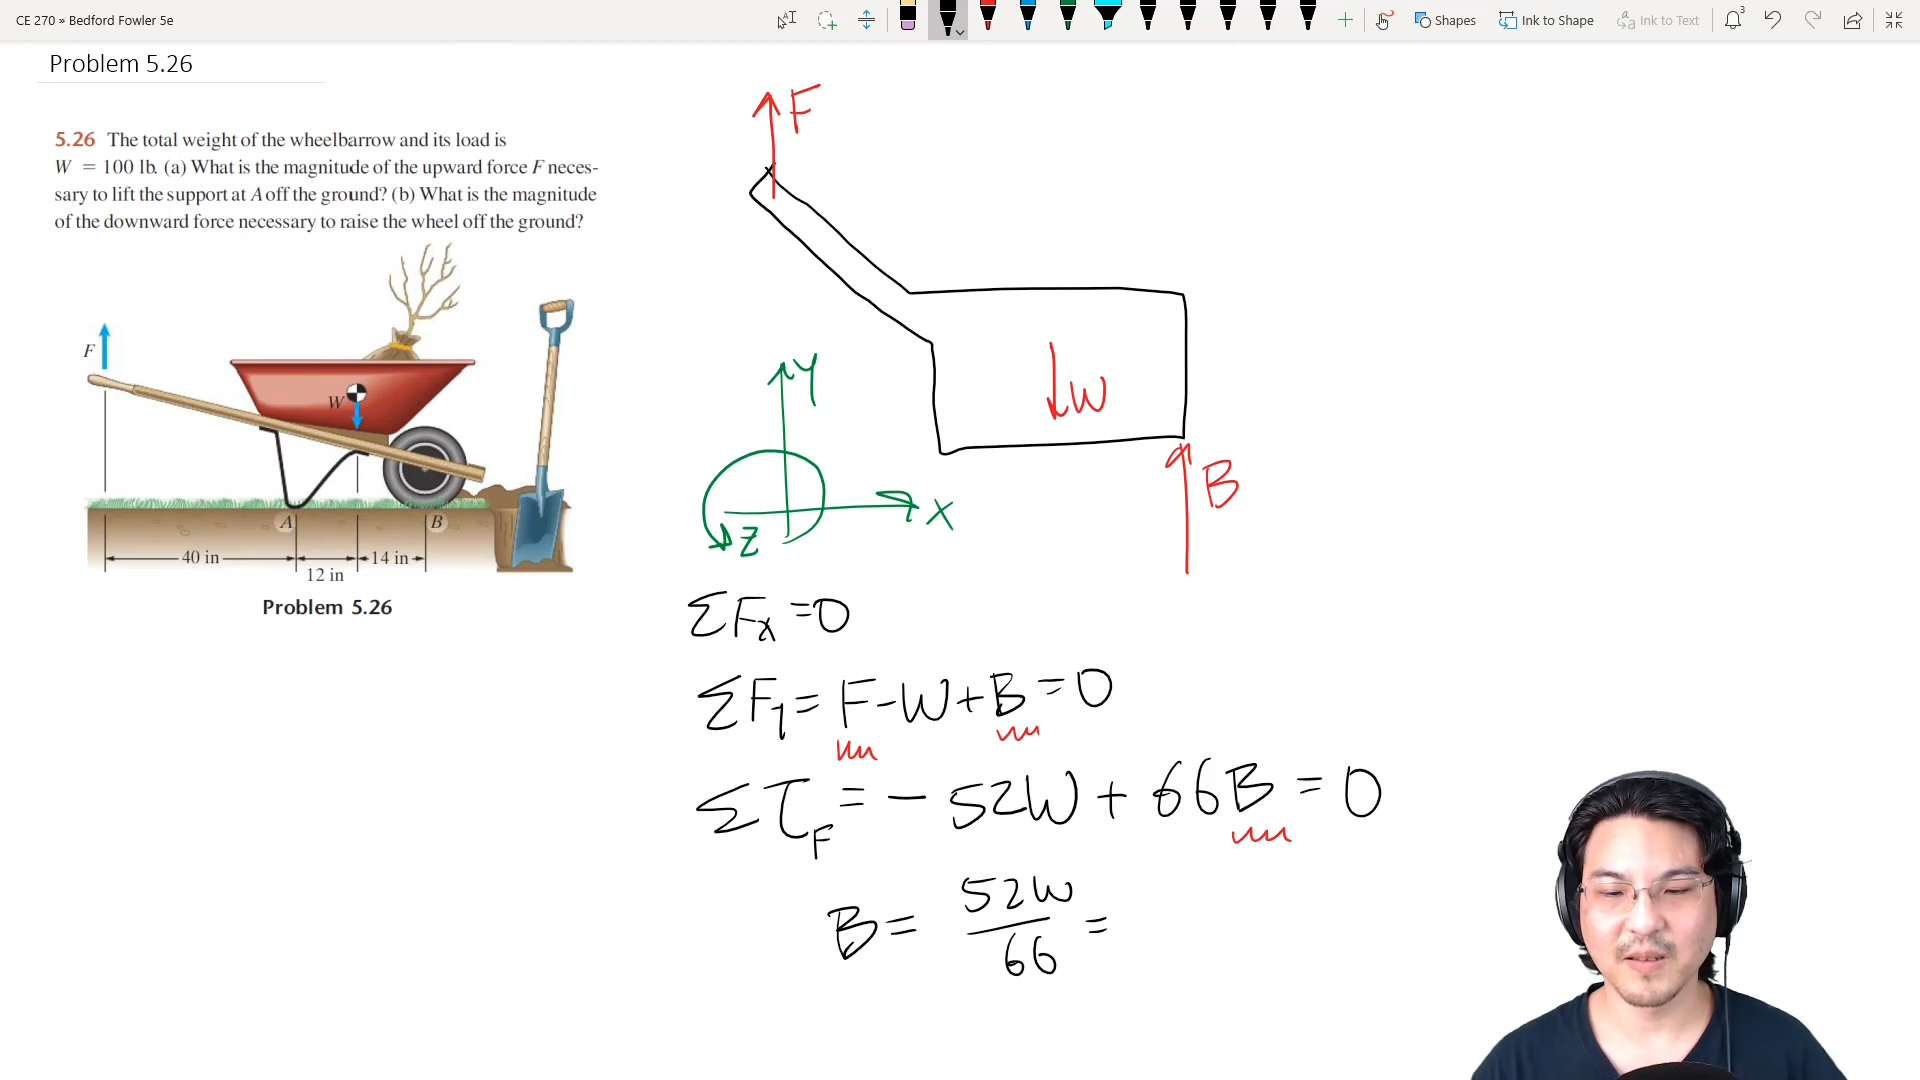 CE 270 » Bedford Fowler 5e
Shapes
Ink to Shape
Ink to Text
3
Problem 5.26
5.26 The total weight of the wheelbarrow and its load is
W = 100 lb. (a) What is the magnitude of the upward force F neces-
sary to lift the support at A off the ground? (b) What is the magnitude
of the downward force necessary to raise the wheel off the ground?
F
W
A
B
40 in
12 in
14 in
Problem 5.26
F
W
B
Y
X
Z
ΣFx=0
ΣFy=F-W+B=0
ΣτF=-52W+66B=0
B=52W/66=